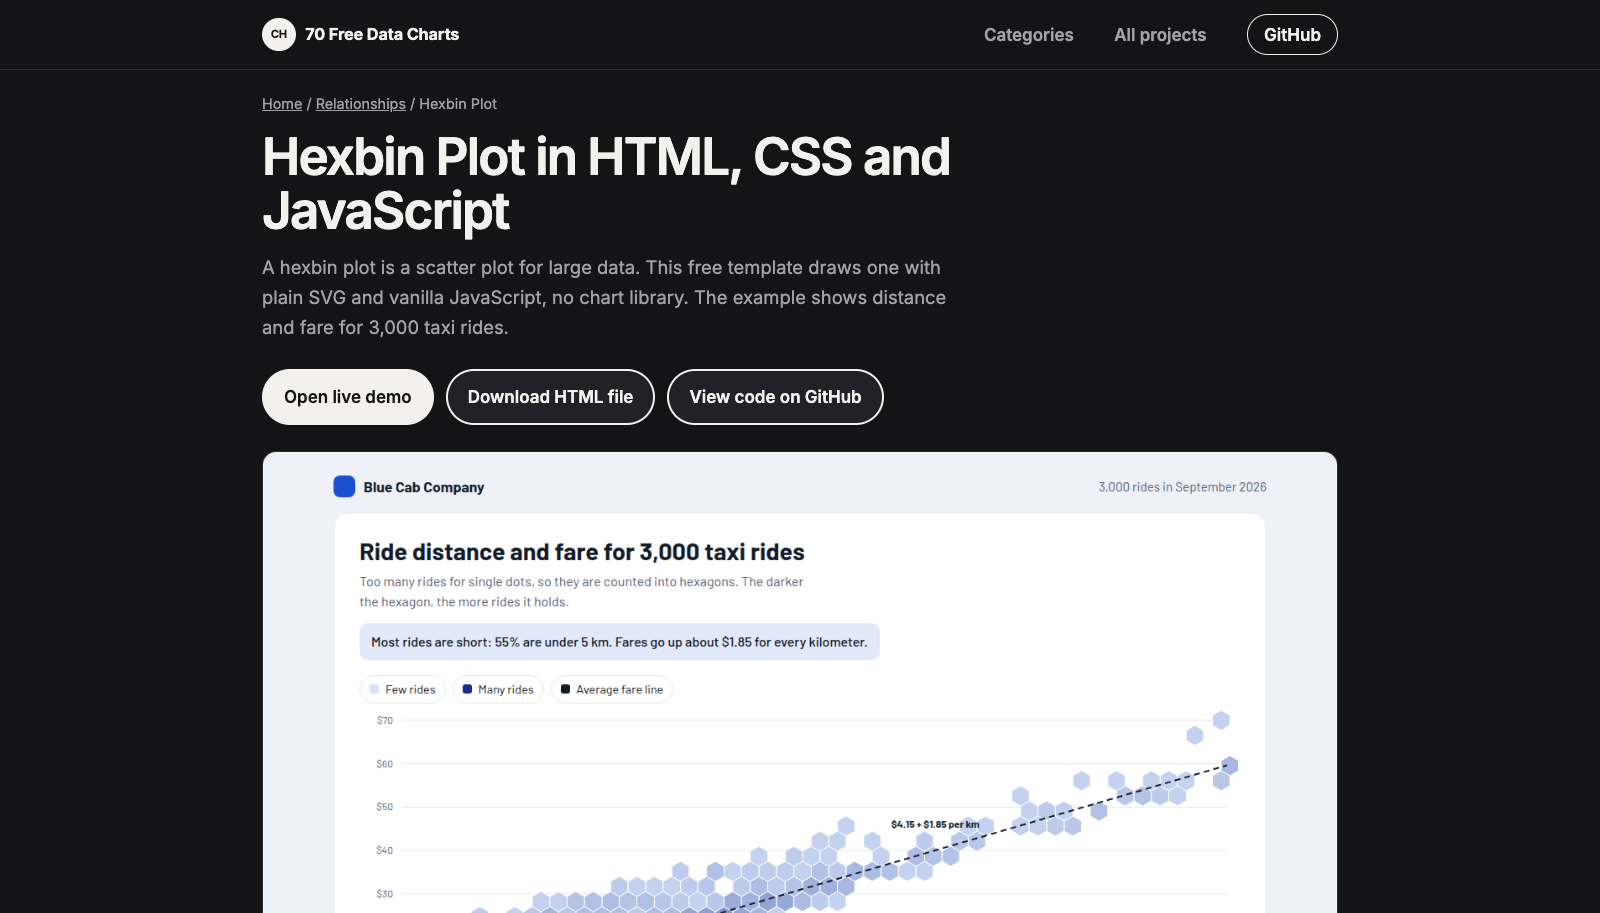 CH 70 Free Data Charts
Categories All projects GitHub
Home / Relationships / Hexbin Plot
Hexbin Plot in HTML, CSS and
JavaScript
A hexbin plot is a scatter plot for large data. This free template draws one with
plain SVG and vanilla JavaScript, no chart library. The example shows distance
and fare for 3,000 taxi rides.
Open live demo Download HTML file View code on GitHub
Blue Cab Company
3,000 rides in September 2026
Ride distance and fare for 3,000 taxi rides
Too many rides for single dots, so they are counted into hexagons. The darker
the hexagon, the more rides it holds.
Most rides are short: 55% are under 5 km. Fares go up about $1.85 for every kilometer.
Few rides Many rides Average fare line
$70
$60
$50
$4.15 + $1.85 per km
$40
$30